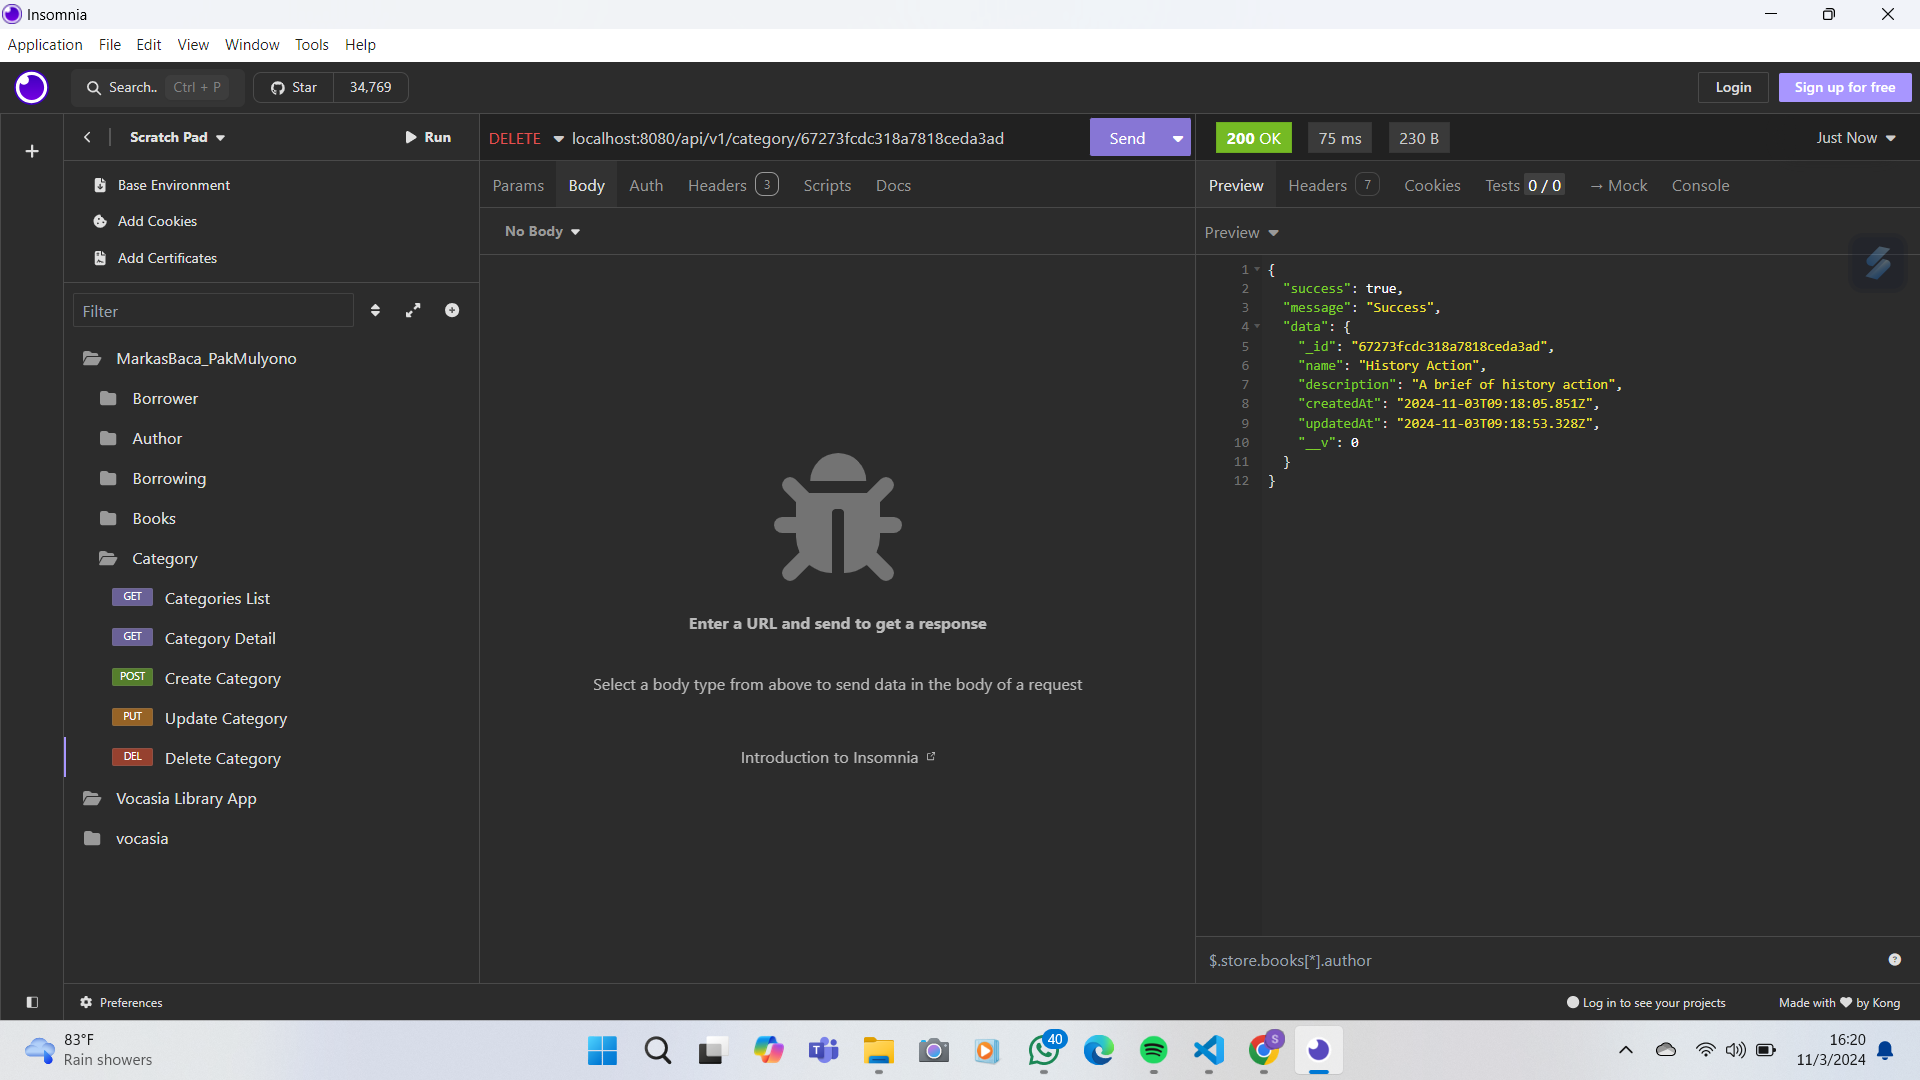 Insomnia
Application File Edit View Window Tools Help
Search.. Ctrl + P Star 34,769 Login Sign up for free
Scratch Pad Run
Base Environment
Add Cookies
Add Certificates
Filter
MarkasBaca_PakMulyono
Borrower
Author
Borrowing
Books
Category
GET Categories List
GET Category Detail
POST Create Category
PUT Update Category
DEL Delete Category
Vocasia Library App
vocasia
DELETE localhost:8080/api/v1/category/67273fcdc318a7818ceda3ad Send
Params Body Auth Headers 3 Scripts Docs
No Body
Enter a URL and send to get a response
Select a body type from above to send data in the body of a request
Introduction to Insomnia
200 OK 75 ms 230 B Just Now
Preview Headers 7 Cookies Tests 0 / 0 → Mock Console
Preview
1 {
2 "success": true,
3 "message": "Success",
4 "data": {
5 "_id": "67273fcdc318a7818ceda3ad",
6 "name": "History Action",
7 "description": "A brief of history action",
8 "createdAt": "2024-11-03T09:18:05.851Z",
9 "updatedAt": "2024-11-03T09:18:53.328Z",
10 "__v": 0
11 }
12 }
$.store.books[*].author
Preferences Log in to see your projects Made with ♥ by Kong
83°F
Rain showers
40
S
16:20
11/3/2024